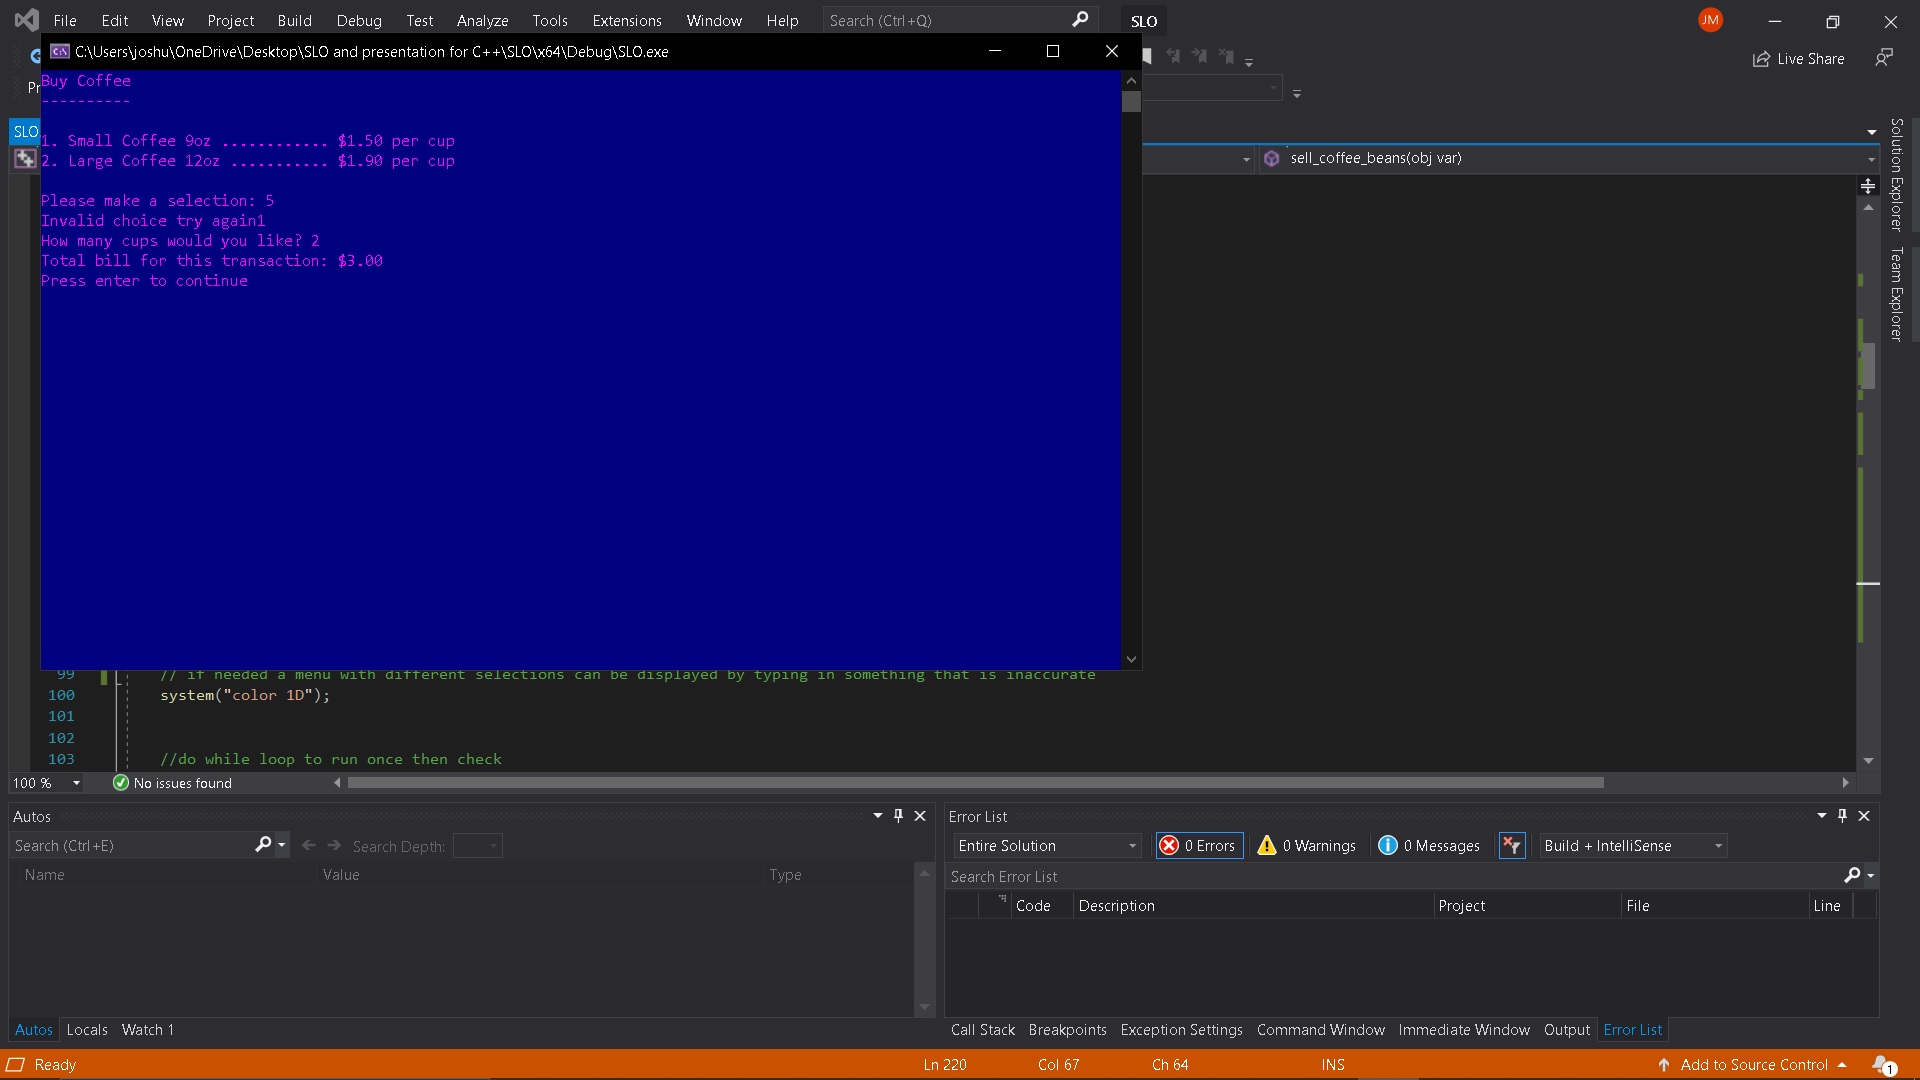 File Edit View Project Build Debug Test Analyze Tools Extensions Window Help Search (Ctrl+Q) SLO JM
C:\Users\joshu\OneDrive\Desktop\SLO and presentation for C++\SLO\x64\Debug\SLO.exe
Live Share
Pr
SLO
sell_coffee_beans(obj var)
Solution Explorer
Team Explorer
Buy Coffee
----------
1. Small Coffee 9oz ............ $1.50 per cup
2. Large Coffee 12oz ........... $1.90 per cup
Please make a selection: 5
Invalid choice try again1
How many cups would you like? 2
Total bill for this transaction: $3.00
Press enter to continue
99 // if needed a menu with different selections can be displayed by typing in something that is inaccurate
100 system("color 1D");
101
102
103 //do while loop to run once then check
100 % No issues found
Autos
Search (Ctrl+E) Search Depth:
Name Value Type
Autos Locals Watch 1
Error List
Entire Solution 0 Errors 0 Warnings 0 Messages Build + IntelliSense
Search Error List
Code Description Project File Line
Call Stack Breakpoints Exception Settings Command Window Immediate Window Output Error List
Ready Ln 220 Col 67 Ch 64 INS Add to Source Control 1